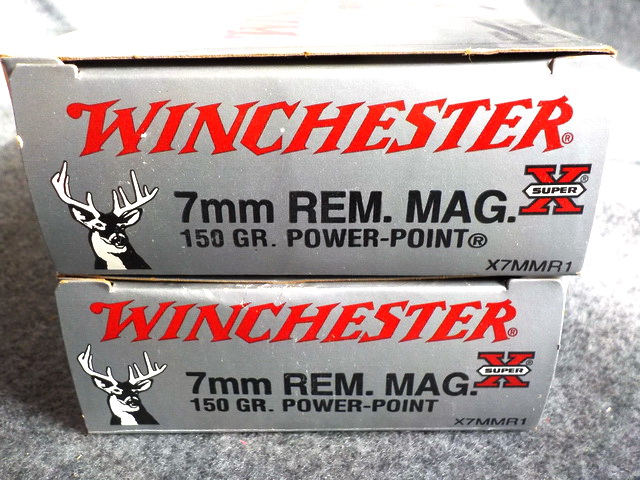 WINCHESTER®
7mm REM. MAG.
SUPER X®
150 GR. POWER-POINT®
X7MMR1
WINCHESTER®
7mm REM. MAG.
SUPER X®
150 GR. POWER-POINT
X7MMR1